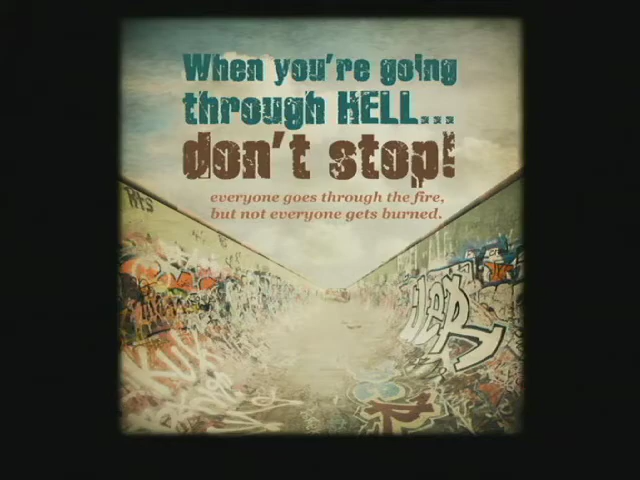 When you're going
through HELL...
don't stop!
everyone goes through the fire,
but not everyone gets burned.